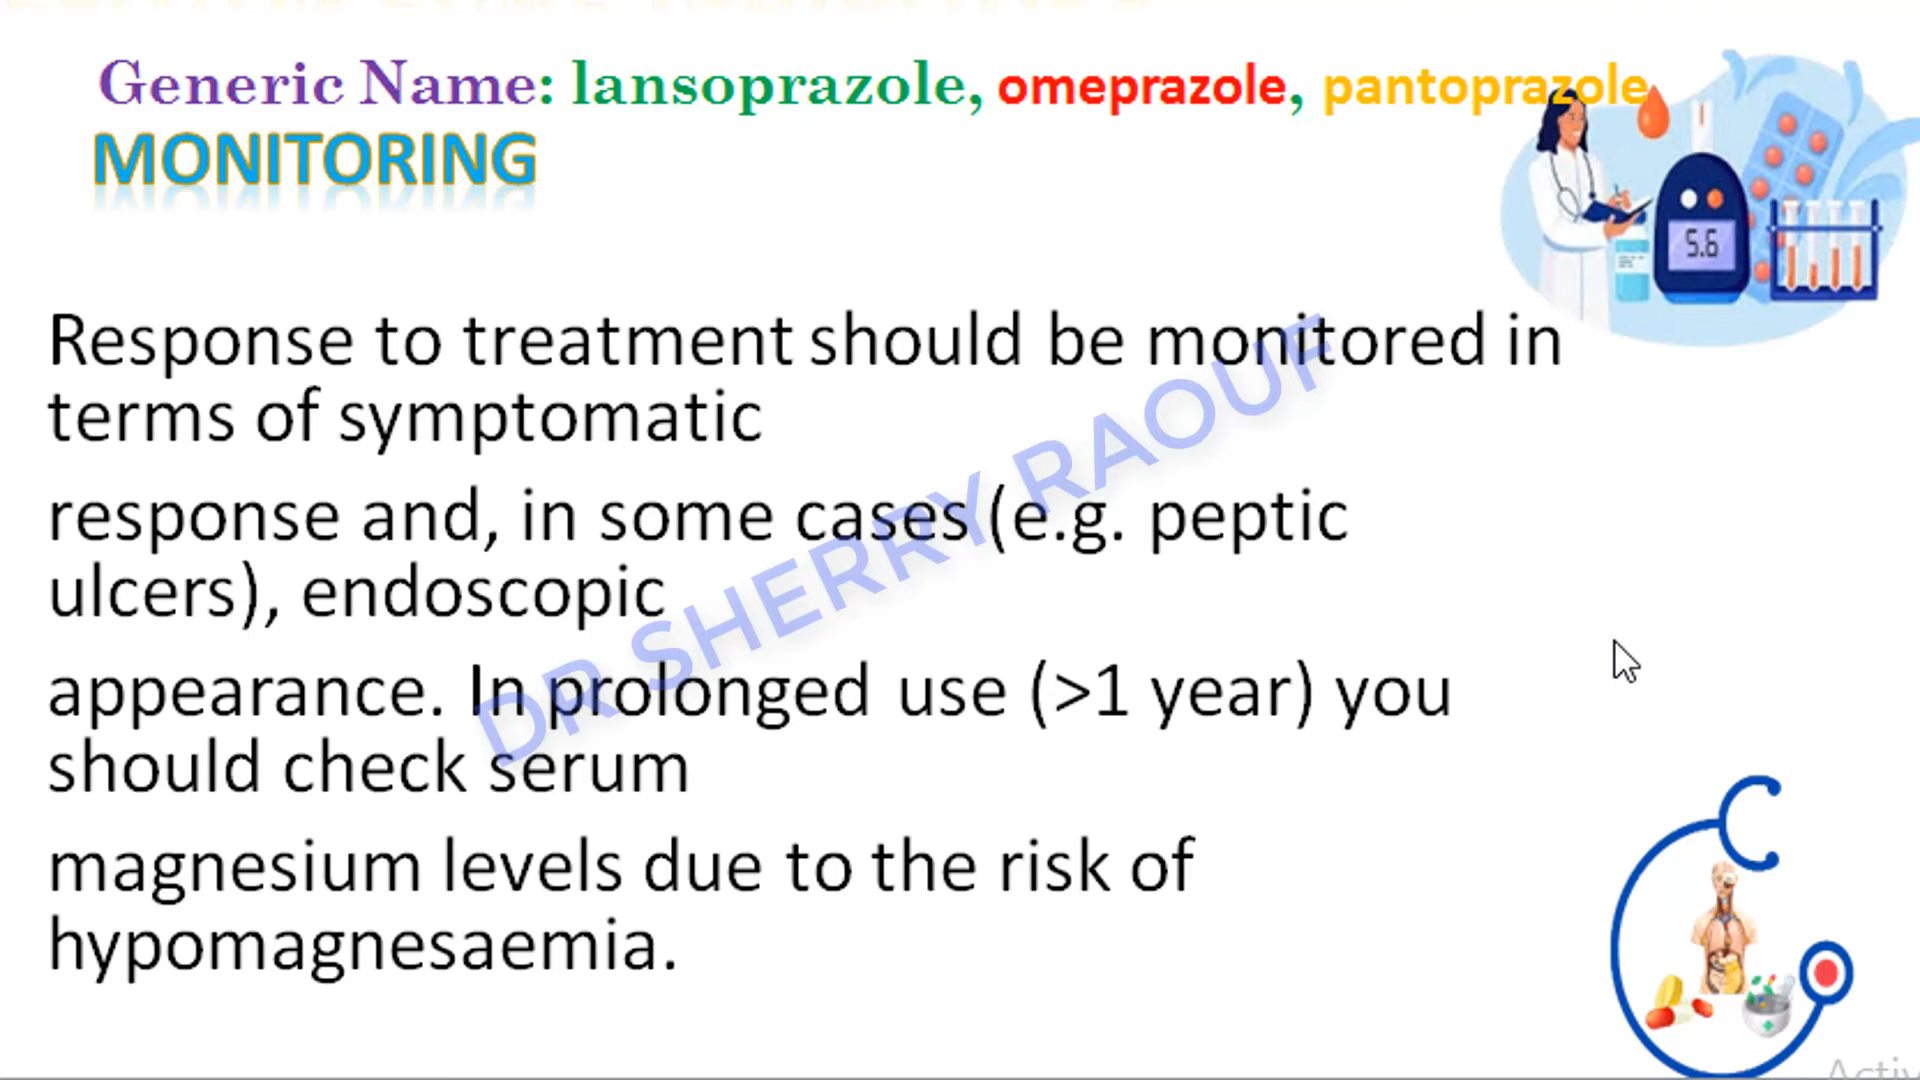 Generic Name: lansoprazole, omeprazole, pantoprazole
MONITORING
5.6
Response to treatment should be monitored in
terms of symptomatic
response and, in some cases (e.g. peptic
ulcers), endoscopic
appearance. In prolonged use (>1 year) you
should check serum
magnesium levels due to the risk of
hypomagnesaemia.
DR SHERRY RAOUF